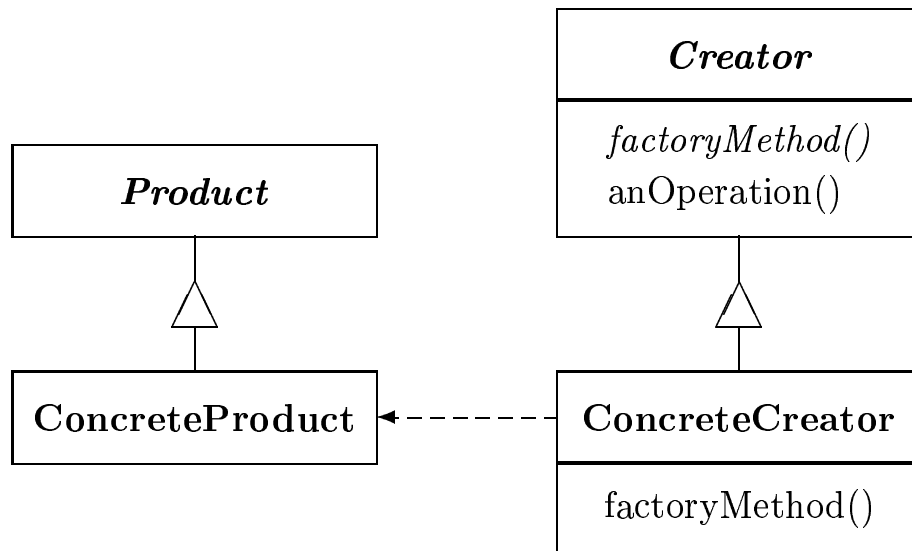 Creator
factoryMethod()
anOperation()
Product
ConcreteProduct
ConcreteCreator
factoryMethod()